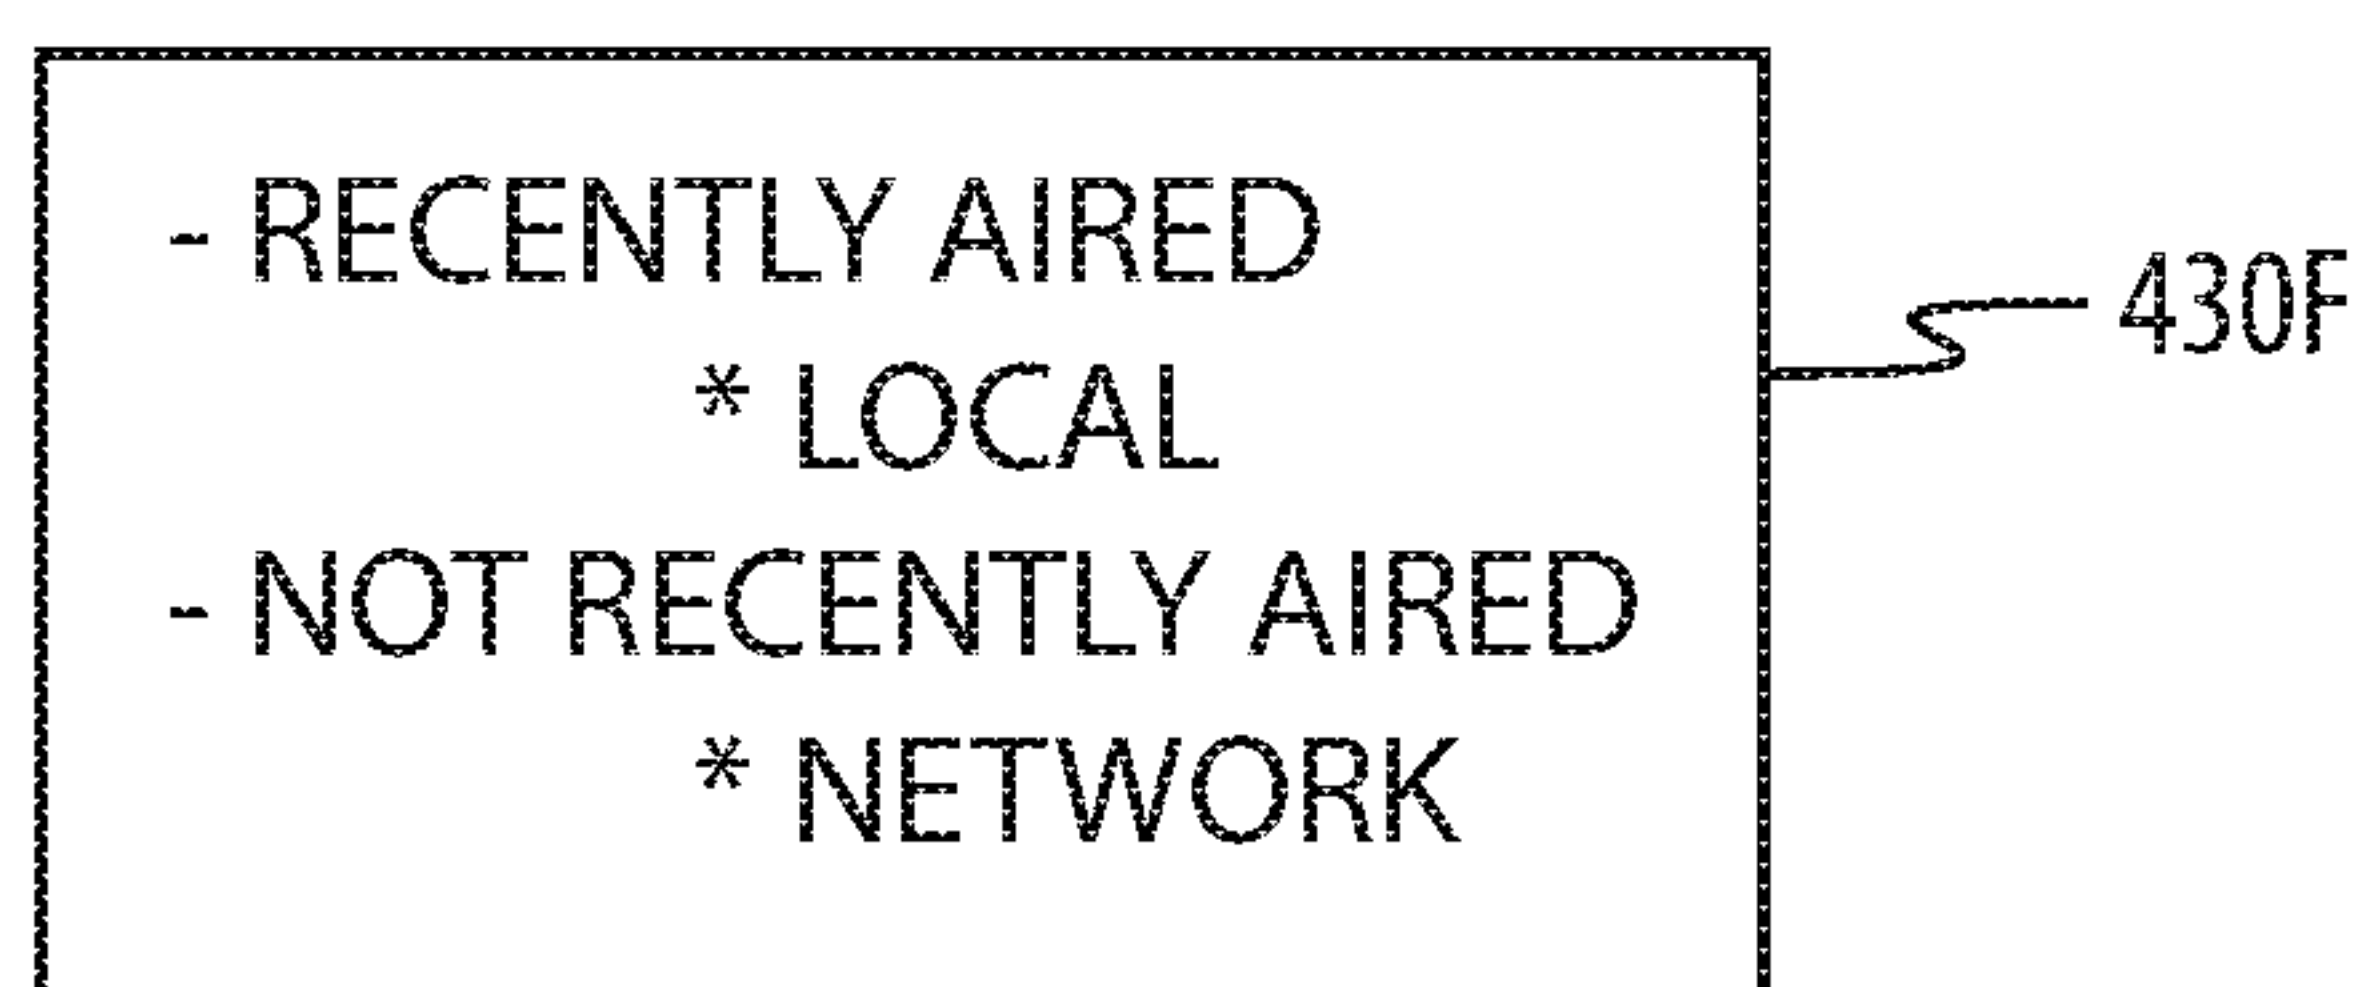 - RECENTLY AIRED
* LOCAL
- NOT RECENTLY AIRED
* NETWORK
430F